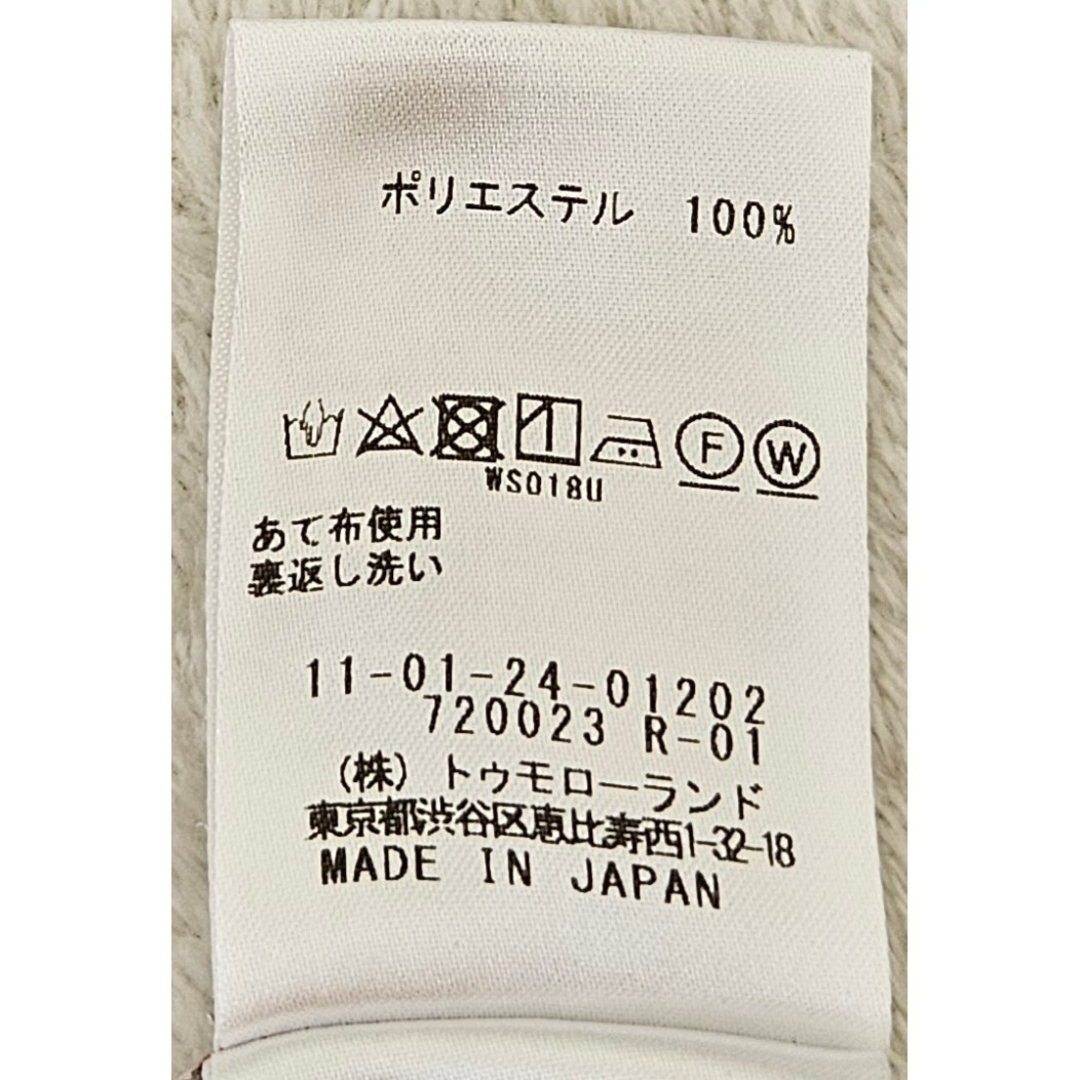 ポリエステル 100%
F W
WS018U
あて布使用
裏返し洗い
11-01-24-01202
720023 R-01
(株) トゥモローランド
東京都渋谷区恵比寿西1-32-18
MADE IN JAPAN